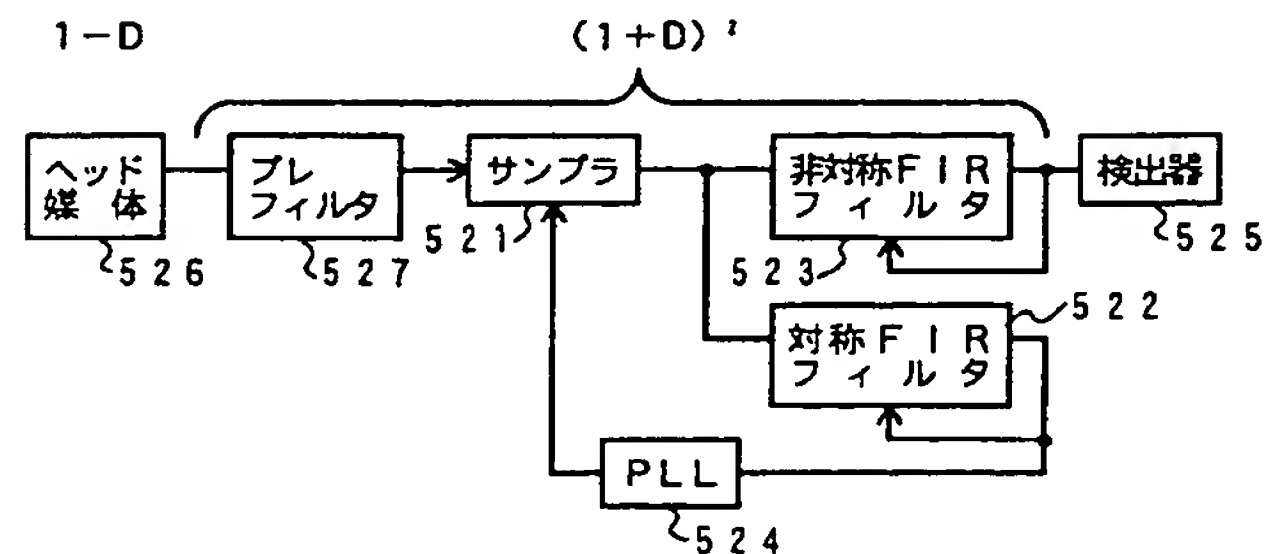 1-D
(1+D)²
ヘッド
媒体
プレ
フィルタ
サンプラ
非対称FIR
フィルタ
検出器
526
527
521
523
525
対称FIR
フィルタ
522
PLL
524